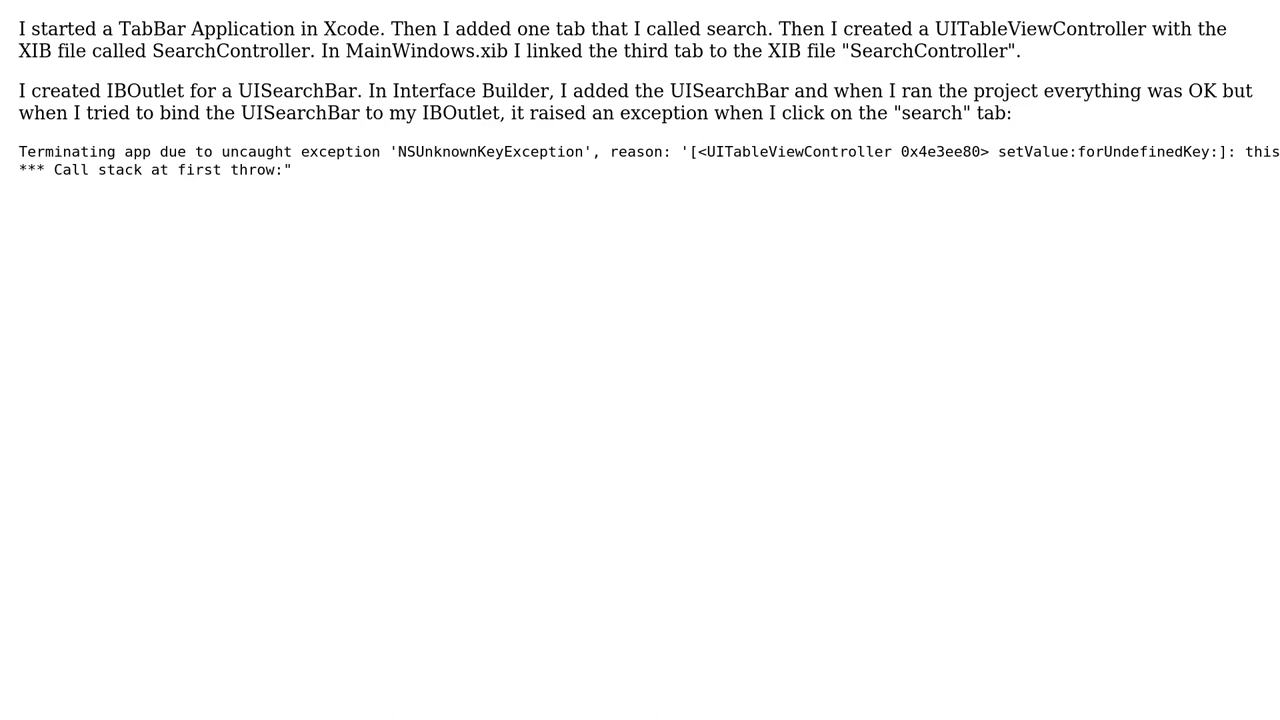 I started a TabBar Application in Xcode. Then I added one tab that I called search. Then I created a UITableViewController with the
XIB file called SearchController. In MainWindows.xib I linked the third tab to the XIB file "SearchController".
I created IBOutlet for a UISearchBar. In Interface Builder, I added the UISearchBar and when I ran the project everything was OK but
when I tried to bind the UISearchBar to my IBOutlet, it raised an exception when I click on the "search" tab:
Terminating app due to uncaught exception 'NSUnknownKeyException', reason: '[<UITableViewController 0x4e3ee80> setValue:forUndefinedKey:]: this
*** Call stack at first throw:"